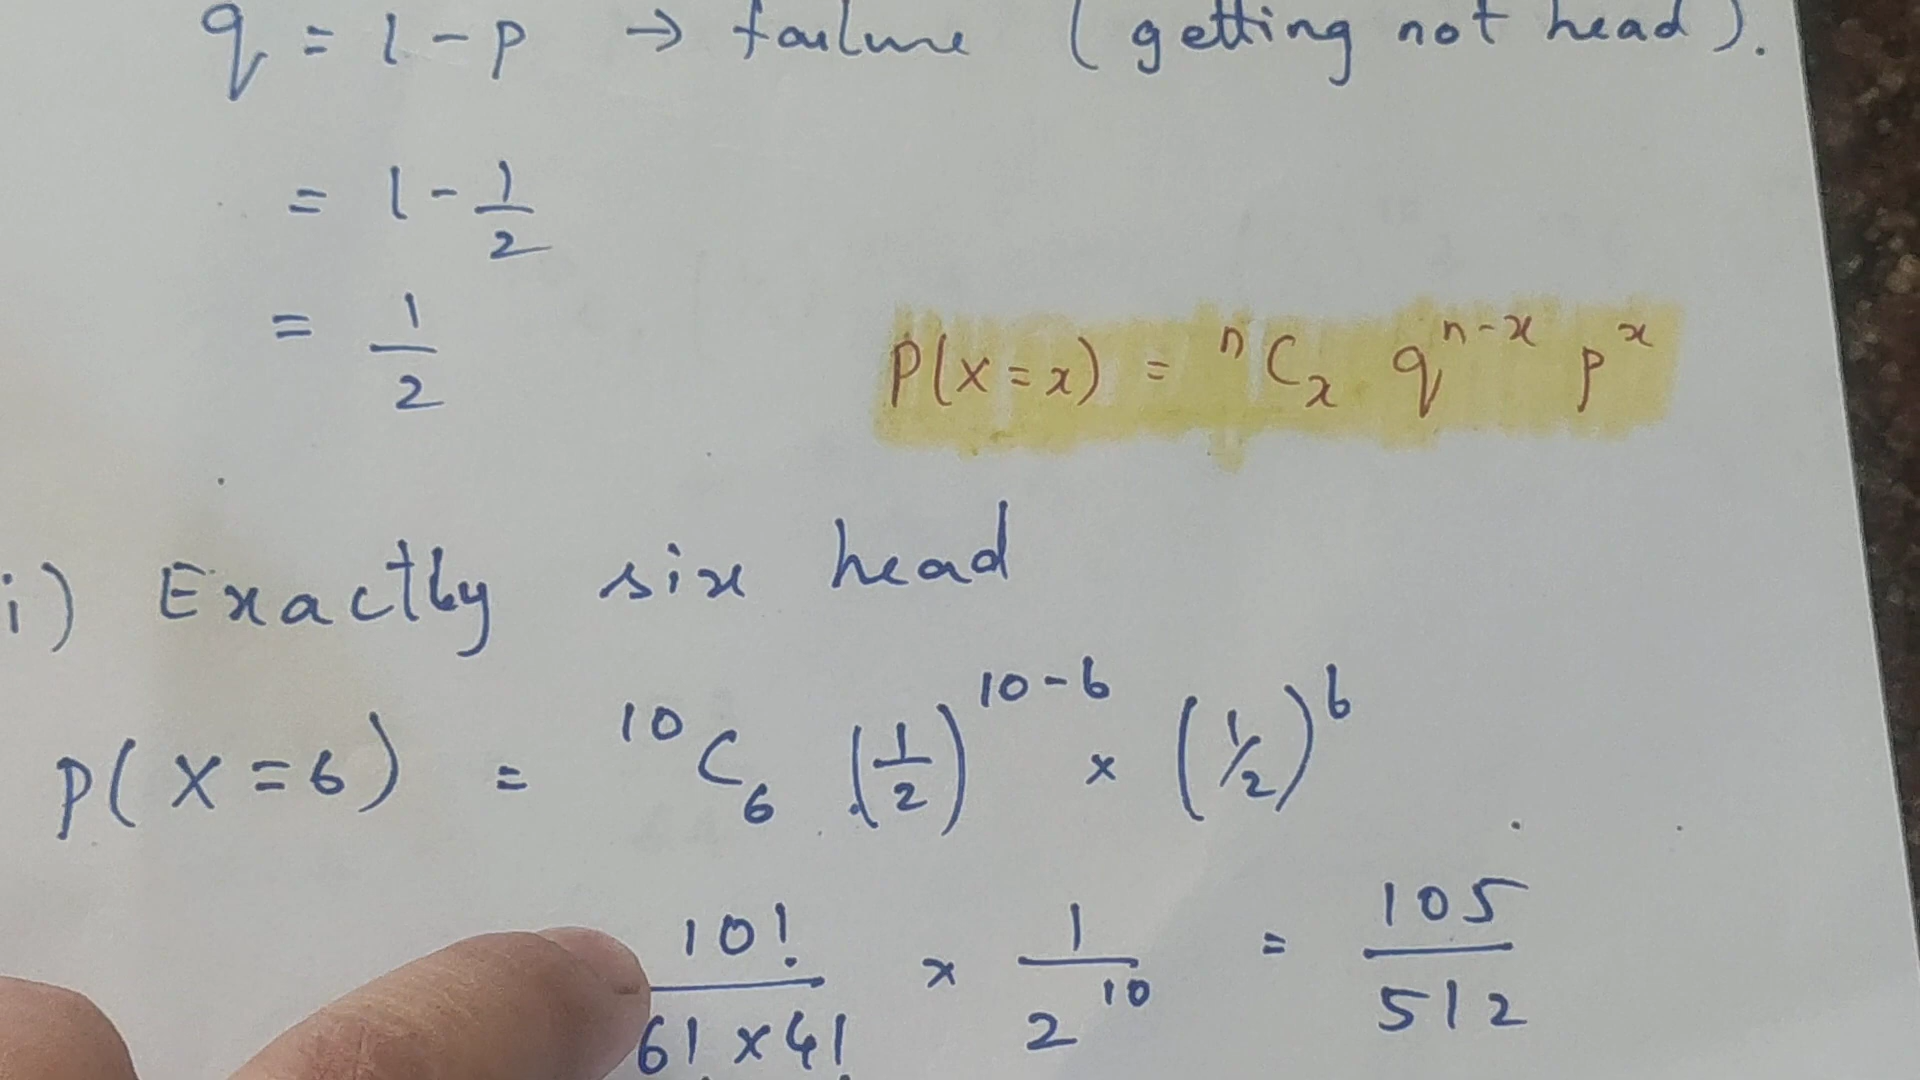 q = 1 - p → failure (getting not head).
= 1 - 1/2
= 1/2
P(X = x) = ⁿCₓ qⁿ⁻ˣ pˣ
i) Exactly six head
P(X = 6) = ¹⁰C₆ (1/2)¹⁰⁻⁶ × (1/2)⁶
10!/(6! × 4!) × 1/2¹⁰ = 105/512